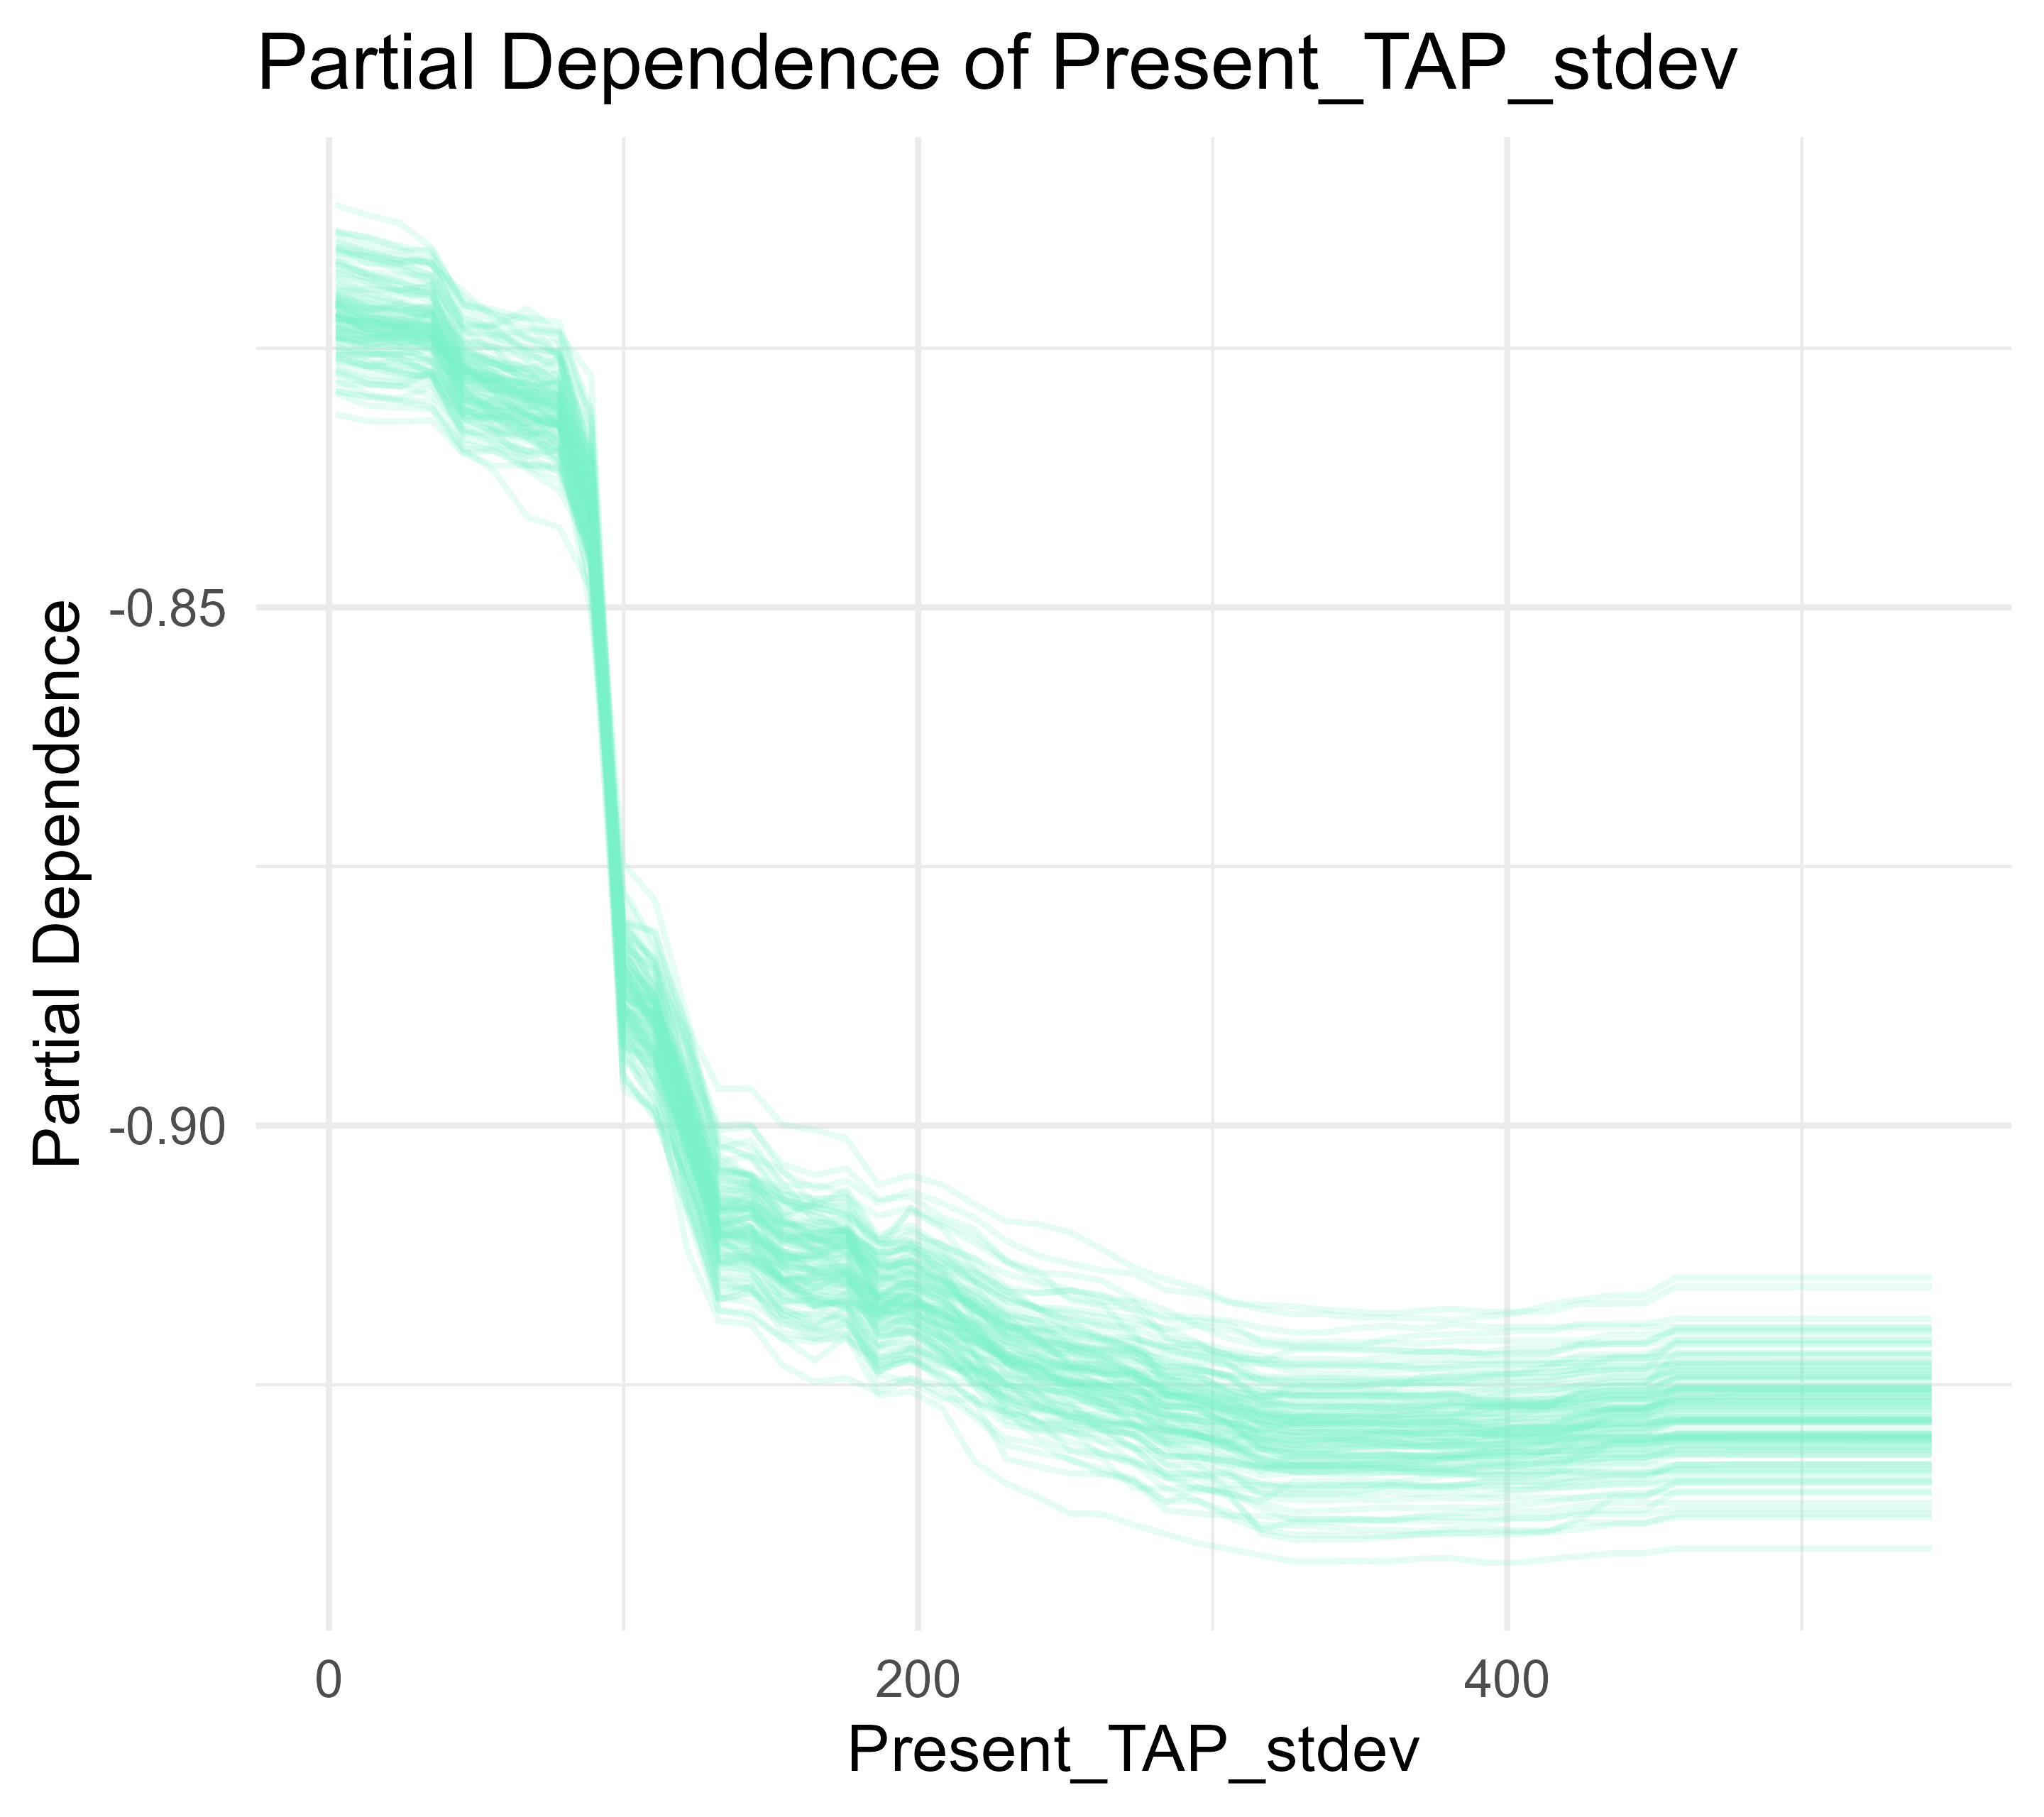 Partial Dependence of Present_TAP_stdev
Partial Dependence
-0.85
-0.90
0
200
400
Present_TAP_stdev